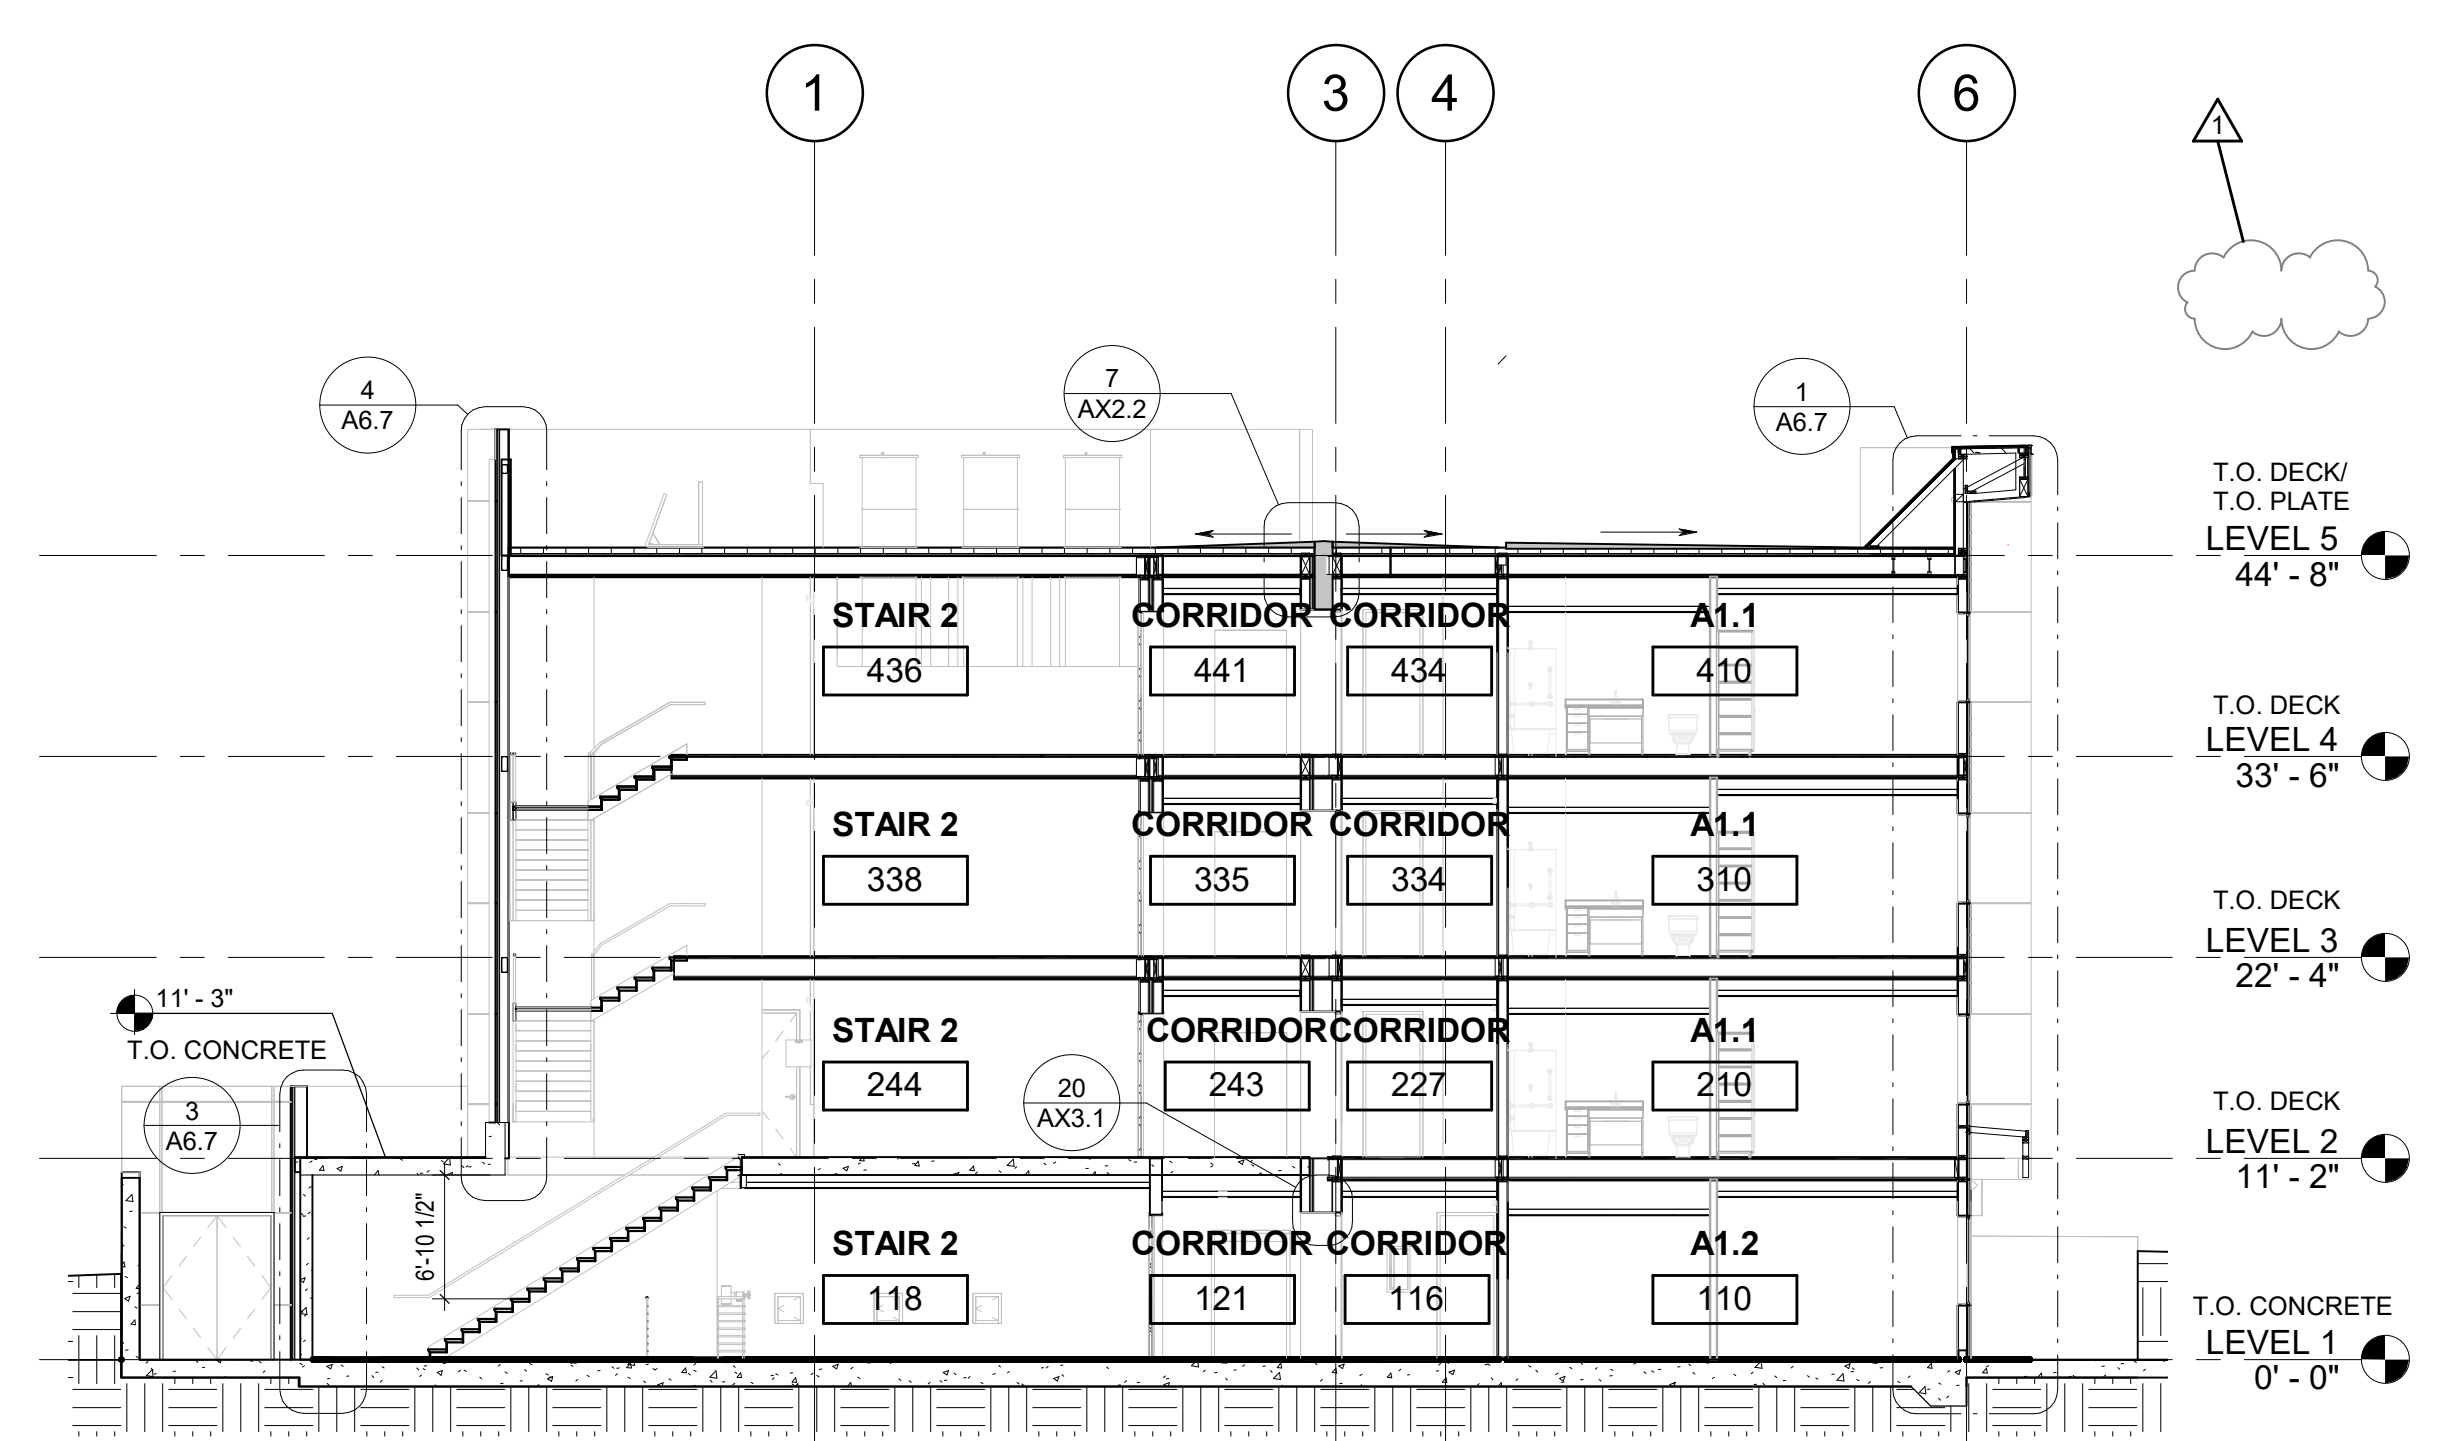 1
3
4
6
1
4
A6.7
7
AX2.2
1
A6.7
T.O. DECK/
T.O. PLATE
LEVEL 5
44' - 8"
STAIR 2
CORRIDOR
CORRIDOR
A1.1
436
441
434
410
T.O. DECK
LEVEL 4
33' - 6"
STAIR 2
CORRIDOR
CORRIDOR
A1.1
338
335
334
310
T.O. DECK
LEVEL 3
22' - 4"
11' - 3"
T.O. CONCRETE
STAIR 2
CORRIDOR
CORRIDOR
A1.1
244
243
227
210
3
A6.7
20
AX3.1
T.O. DECK
LEVEL 2
11' - 2"
6'-10 1/2"
STAIR 2
CORRIDOR
CORRIDOR
A1.2
118
121
116
110
T.O. CONCRETE
LEVEL 1
0' - 0"